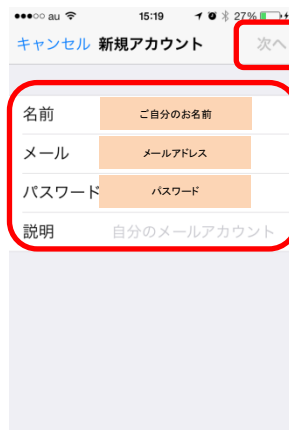 au 15:19 27%
キャンセル 新規アカウント 次へ
名前 ご自分のお名前
メール メールアドレス
パスワード パスワード
説明 自分のメールアカウント